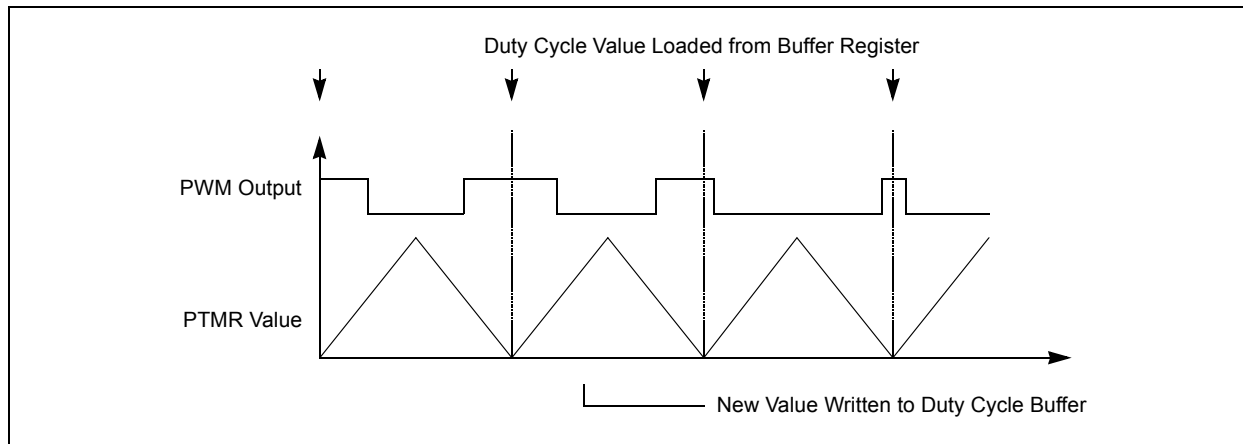 Duty Cycle Value Loaded from Buffer Register
PWM Output
PTMR Value
New Value Written to Duty Cycle Buffer